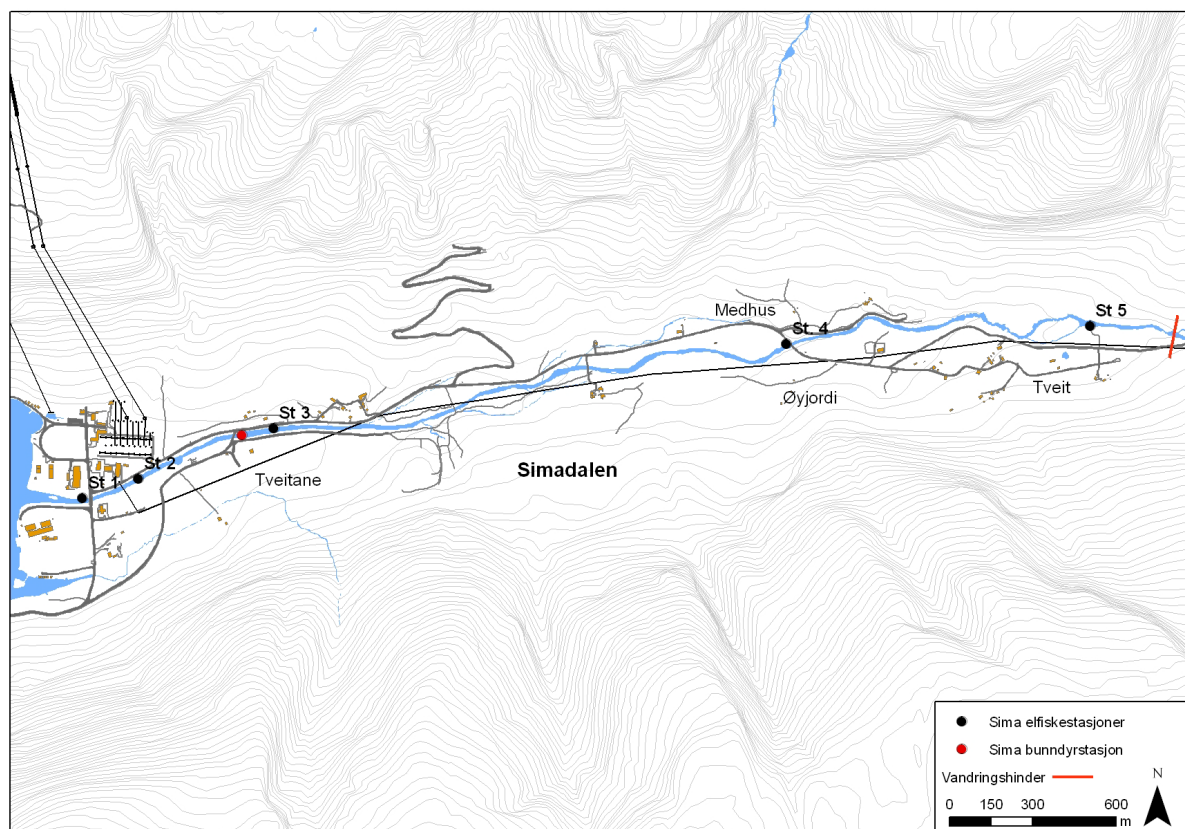 Medhus
St. 4
St 5
Øyjordi
Tveit
St 3
Simadalen
St 2
Tveitane
St 1
Sima elfiskestasjoner
Sima bunndyrstasjon
Vandringshinder
N
0 150 300 600
m